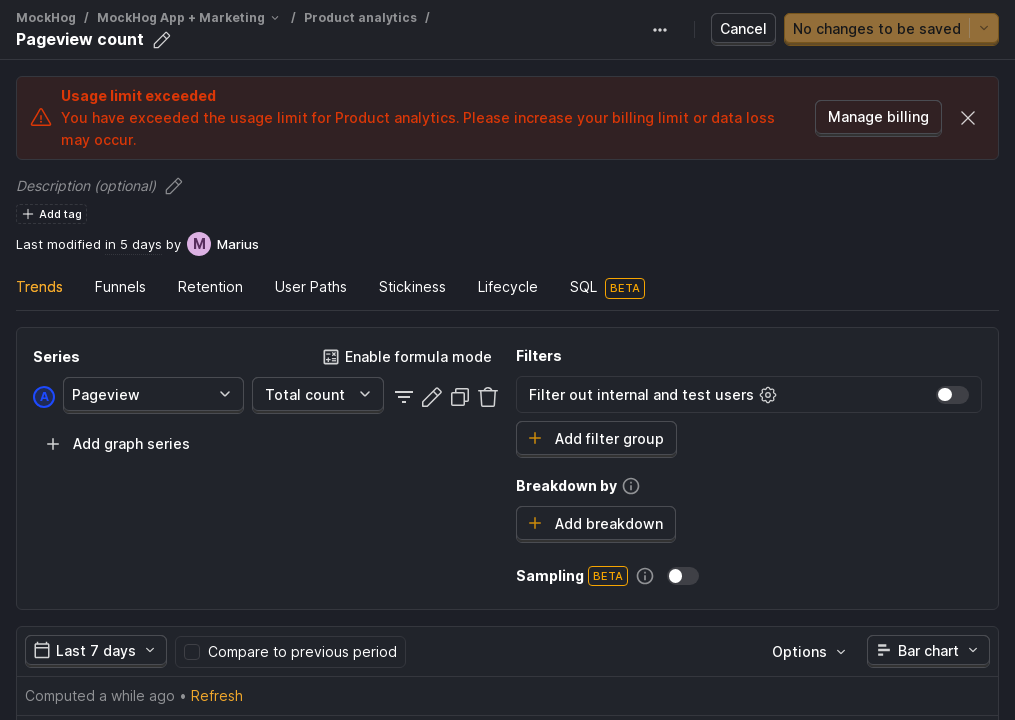 MockHog / MockHog App + Marketing / Product analytics /
Pageview count
Cancel
No changes to be saved
Usage limit exceeded
You have exceeded the usage limit for Product analytics. Please increase your billing limit or data loss
may occur.
Manage billing
Description (optional)
Add tag
Last modified in 5 days by M Marius
Trends Funnels Retention User Paths Stickiness Lifecycle SQL BETA
Series
Enable formula mode
A Pageview Total count
Add graph series
Filters
Filter out internal and test users
Add filter group
Breakdown by
Add breakdown
Sampling BETA
Last 7 days Compare to previous period Options Bar chart
Computed a while ago • Refresh